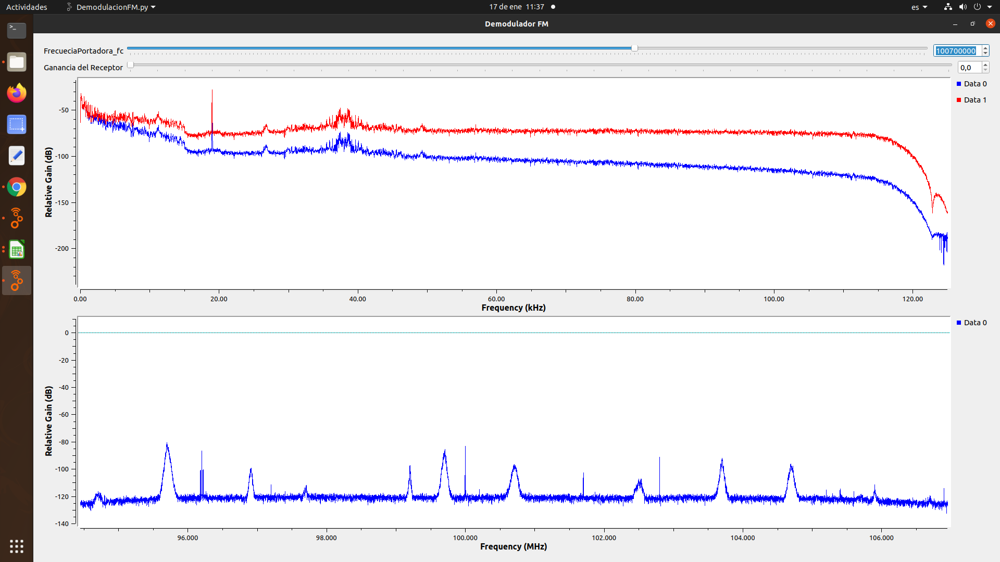 Actividades DemodulacionFM.py 17 de ene 11:37 es
Demodulador FM
FrecueciaPortadora_fc 100700000
Ganancia del Receptor 0,0
Data 0
Data 1
-50
-100
-150
-200
Relative Gain (dB)
0.00 20.00 40.00 60.00 80.00 100.00 120.00
Frequency (kHz)
Data 0
0
-20
-40
-60
-80
-100
-120
-140
Relative Gain (dB)
96.000 98.000 100.000 102.000 104.000 106.000
Frequency (MHz)